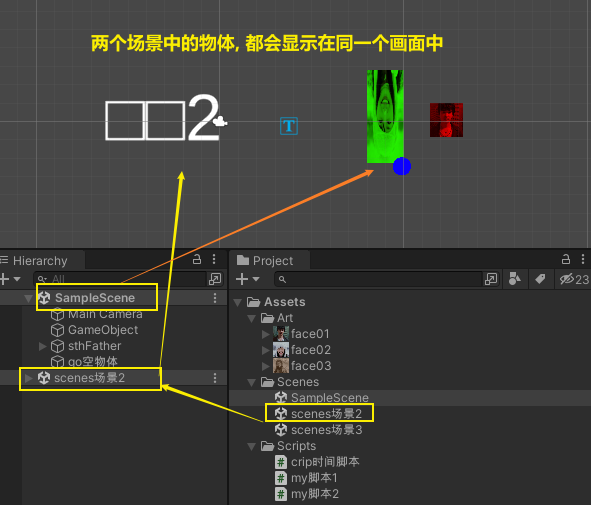 两个场景中的物体, 都会显示在同一个画面中
□□2
T
Hierarchy
All
SampleScene
Main Camera
GameObject
sthFather
go空物体
scenes场景2
Project
23
Assets
Art
face01
face02
face03
Scenes
SampleScene
scenes场景2
scenes场景3
Scripts
crip时间脚本
my脚本1
my脚本2